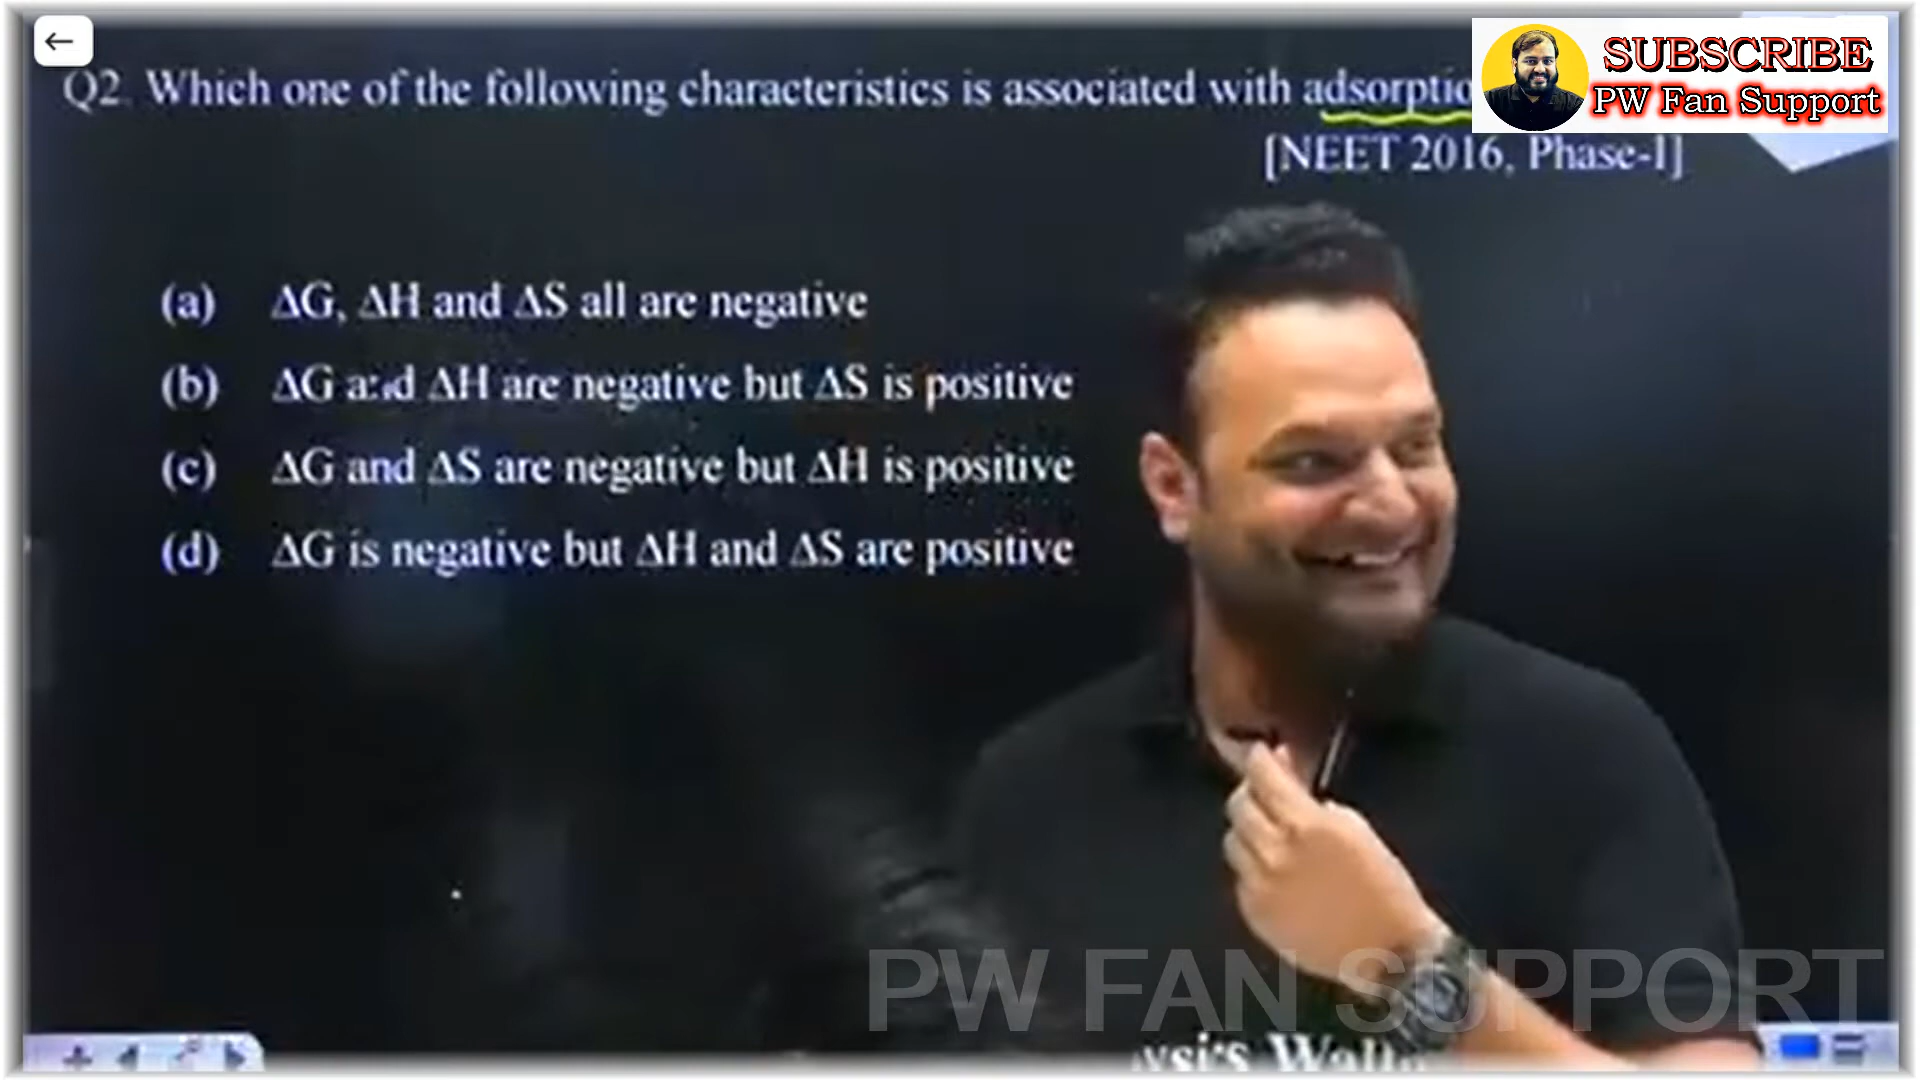 SUBSCRIBE
PW Fan Support
Q2. Which one of the following characteristics is associated with adsorptio
[NEET 2016, Phase-I]
(a) ΔG, ΔH and ΔS all are negative
(b) ΔG and ΔH are negative but ΔS is positive
(c) ΔG and ΔS are negative but ΔH is positive
(d) ΔG is negative but ΔH and ΔS are positive
PW FAN SUPPORT